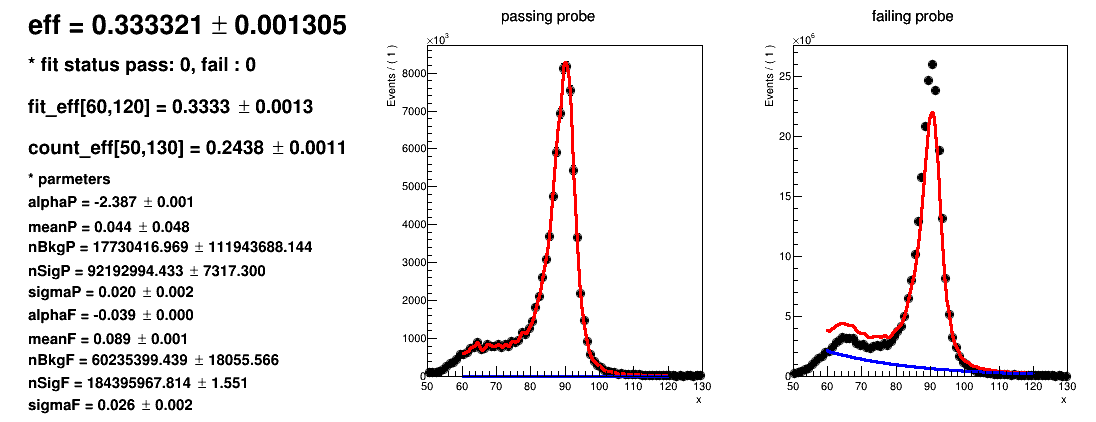 eff = 0.333321 ± 0.001305
* fit status pass: 0, fail : 0
fit_eff[60,120] = 0.3333 ± 0.0013
count_eff[50,130] = 0.2438 ± 0.0011
* parmeters
alphaP = -2.387 ± 0.001
meanP = 0.044 ± 0.048
nBkgP = 17730416.969 ± 111943688.144
nSigP = 92192994.433 ± 7317.300
sigmaP = 0.020 ± 0.002
alphaF = -0.039 ± 0.000
meanF = 0.089 ± 0.001
nBkgF = 60235399.439 ± 18055.566
nSigF = 184395967.814 ± 1.551
sigmaF = 0.026 ± 0.002
passing probe
×10³
Events / ( 1 )
8000
7000
6000
5000
4000
3000
2000
1000
0
50 60 70 80 90 100 110 120 130
x
failing probe
×10⁶
Events / ( 1 )
25
20
15
10
5
0
50 60 70 80 90 100 110 120 130
x